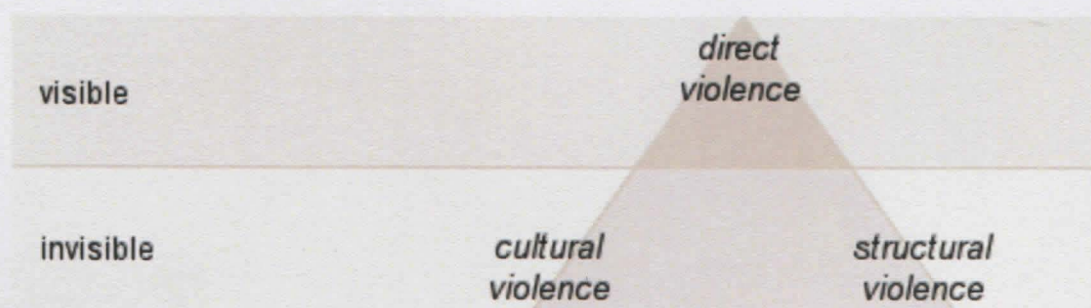 direct
visible
violence
invisible
cultural
violence
structural
violence